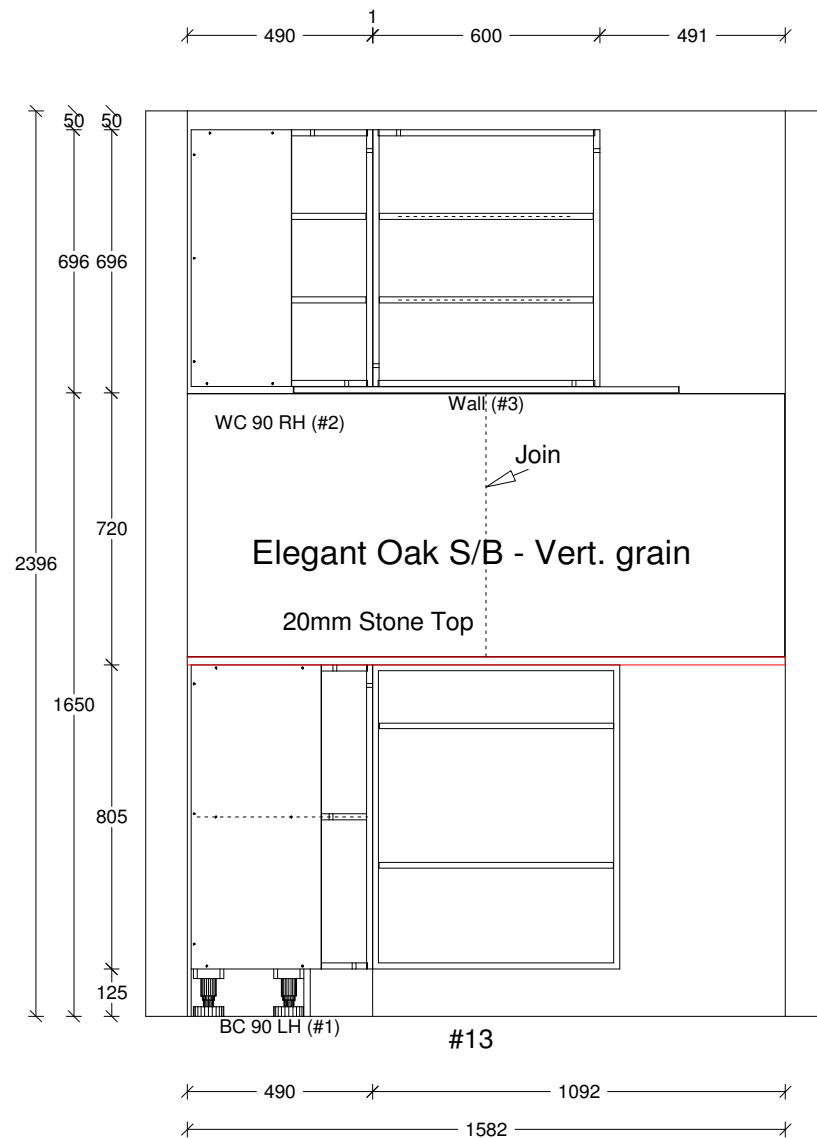 1
490 600 491
50 50
696 696
Wall (#3)
WC 90 RH (#2)
Join
720
Elegant Oak S/B - Vert. grain
2396
20mm Stone Top
1650
805
125
BC 90 LH (#1)
#13
490 1092
1582